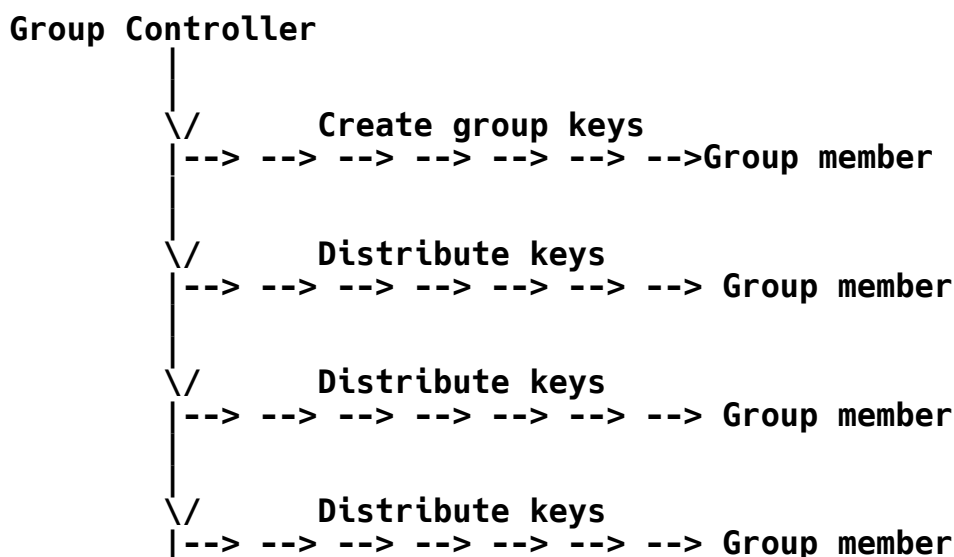 Group Controller
|
|
\/ Create group keys
|--> --> --> --> --> --> -->Group member
|
|
\/ Distribute keys
|--> --> --> --> --> --> --> Group member
|
|
\/ Distribute keys
|--> --> --> --> --> --> --> Group member
|
|
\/ Distribute keys
|--> --> --> --> --> --> --> Group member